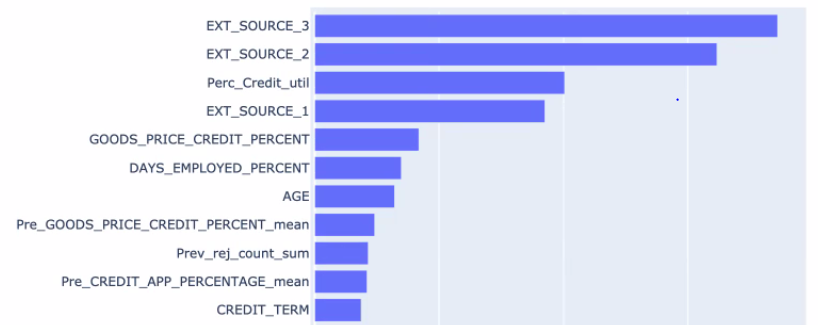 EXT_SOURCE_3
EXT_SOURCE_2
Perc_Credit_util
EXT_SOURCE_1
GOODS_PRICE_CREDIT_PERCENT
DAYS_EMPLOYED_PERCENT
AGE
Pre_GOODS_PRICE_CREDIT_PERCENT_mean
Prev_rej_count_sum
Pre_CREDIT_APP_PERCENTAGE_mean
CREDIT_TERM